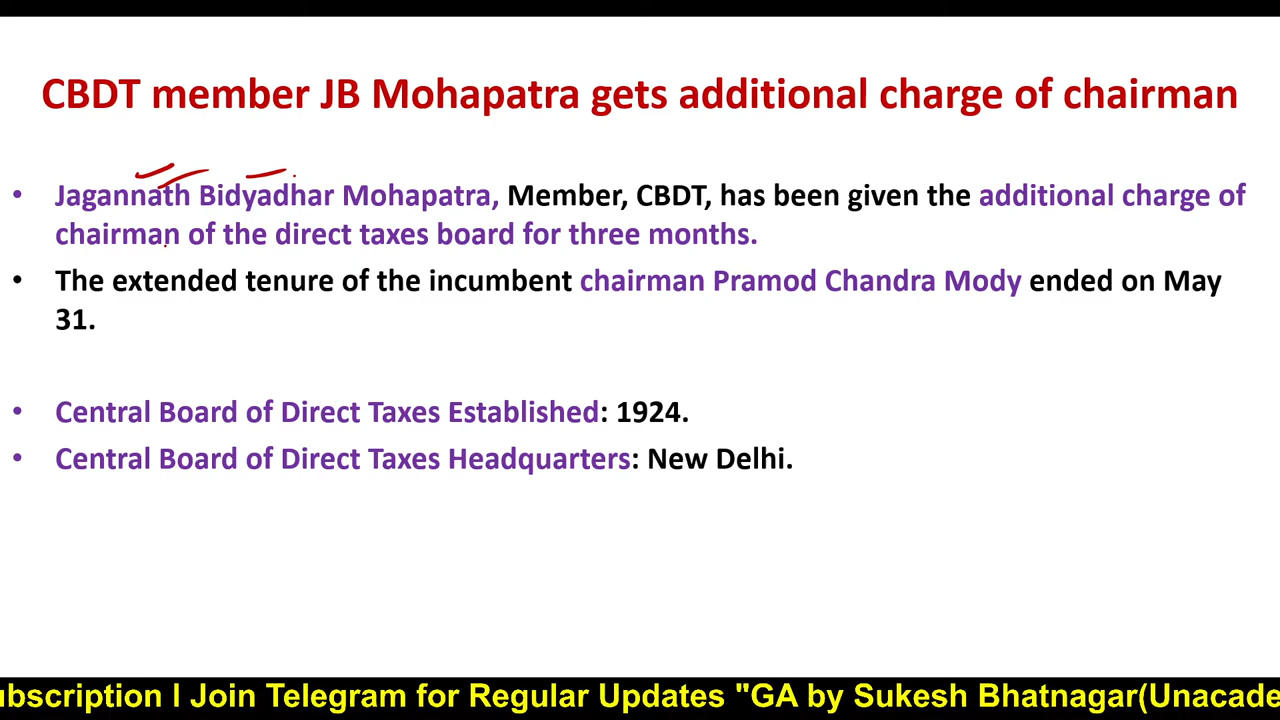 CBDT member JB Mohapatra gets additional charge of chairman
• Jagannath Bidyadhar Mohapatra, Member, CBDT, has been given the additional charge of
chairman of the direct taxes board for three months.
• The extended tenure of the incumbent chairman Pramod Chandra Mody ended on May
31.
• Central Board of Direct Taxes Established: 1924.
• Central Board of Direct Taxes Headquarters: New Delhi.
ubscription I Join Telegram for Regular Updates "GA by Sukesh Bhatnagar(Unacade